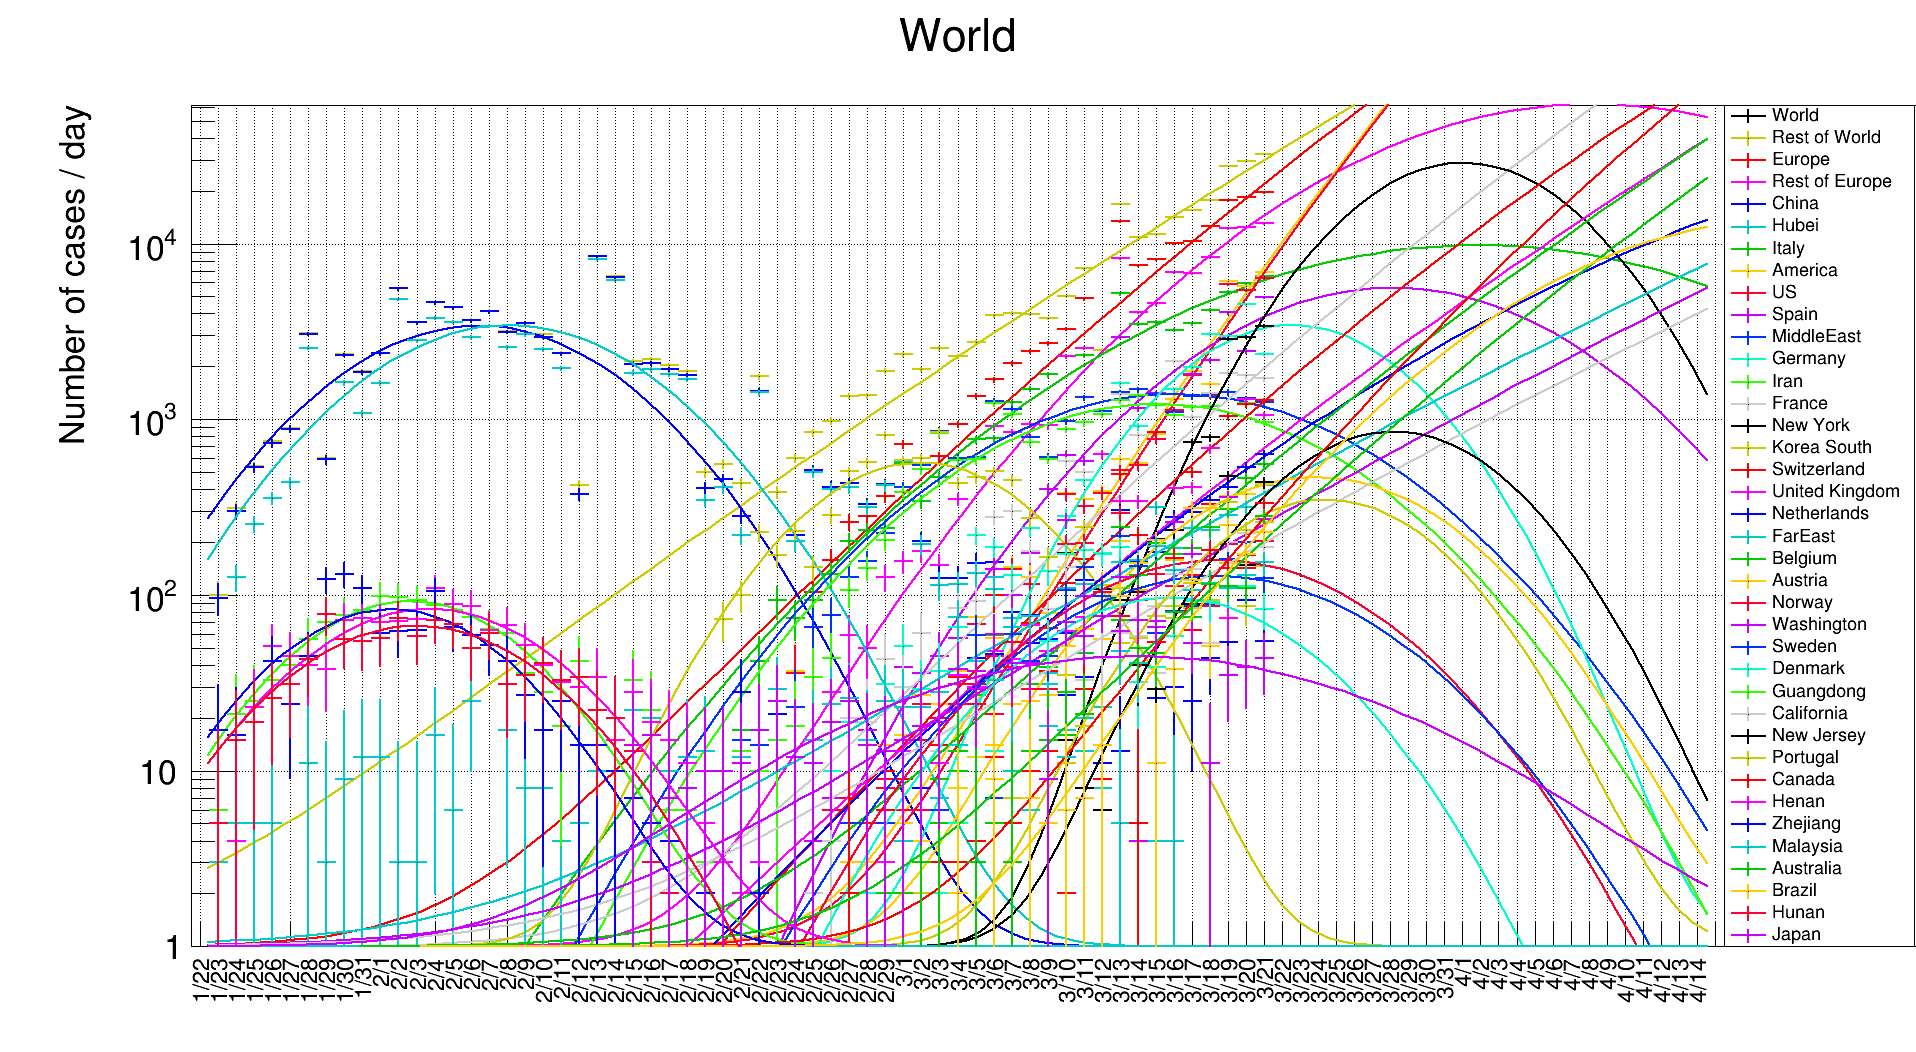 World
Number of cases / day
10⁴
10³
10²
10
1
1/22
1/23
1/24
1/25
1/26
1/27
1/28
1/29
1/30
1/31
2/1
2/2
2/3
2/4
2/5
2/6
2/7
2/8
2/9
2/10
2/11
2/12
2/13
2/14
2/15
2/16
2/17
2/18
2/19
2/20
2/21
2/22
2/23
2/24
2/25
2/26
2/27
2/28
2/29
3/1
3/2
3/3
3/4
3/5
3/6
3/7
3/8
3/9
3/10
3/11
3/12
3/13
3/14
3/15
3/16
3/17
3/18
3/19
3/20
3/21
3/22
3/23
3/24
3/25
3/26
3/27
3/28
3/29
3/30
3/31
4/1
4/2
4/3
4/4
4/5
4/6
4/7
4/8
4/9
4/10
4/11
4/12
4/13
4/14
World
Rest of World
Europe
Rest of Europe
China
Hubei
Italy
America
US
Spain
MiddleEast
Germany
Iran
France
New York
Korea South
Switzerland
United Kingdom
Netherlands
FarEast
Belgium
Austria
Norway
Washington
Sweden
Denmark
Guangdong
California
New Jersey
Portugal
Canada
Henan
Zhejiang
Malaysia
Australia
Brazil
Hunan
Japan